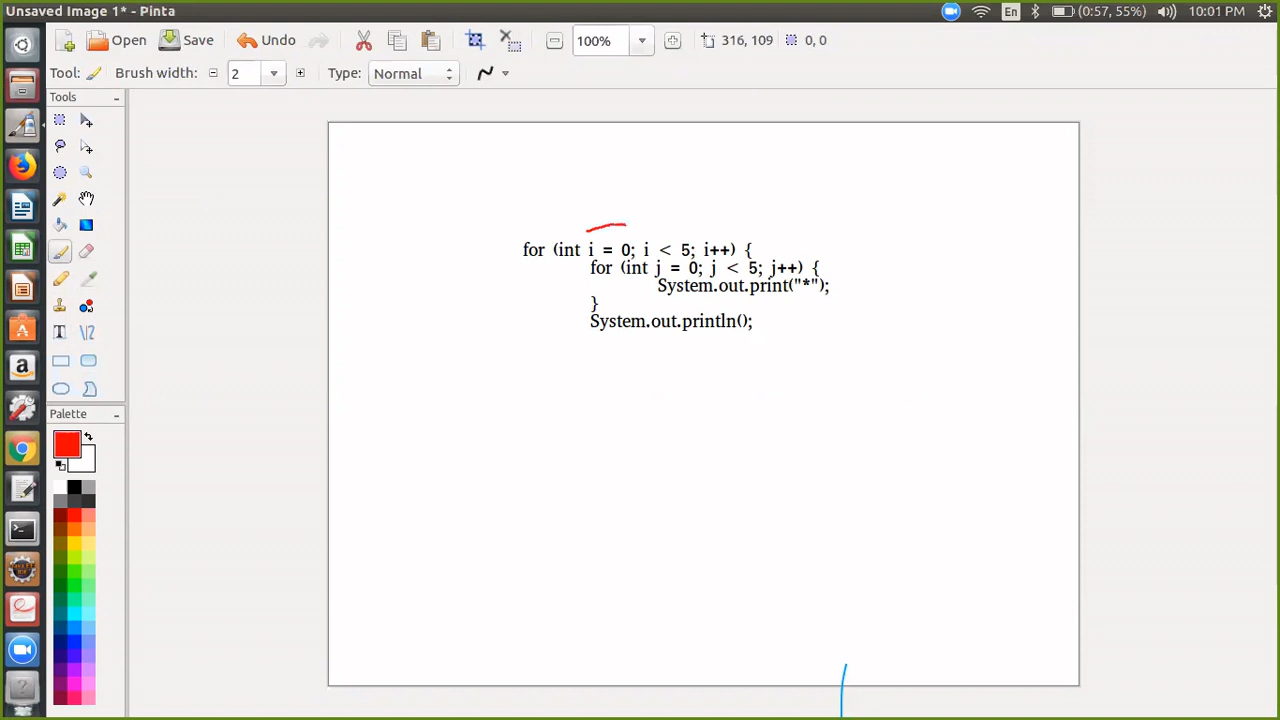 Unsaved Image 1* - Pinta
En
(0:57, 55%)
10:01 PM
Open
Save
Undo
100%
316, 109
0, 0
Tool:
Brush width:
2
Type:
Normal
Tools
for (int i = 0; i < 5; i++) {
for (int j = 0; j < 5; j++) {
System.out.print("*");
}
System.out.println();
Palette